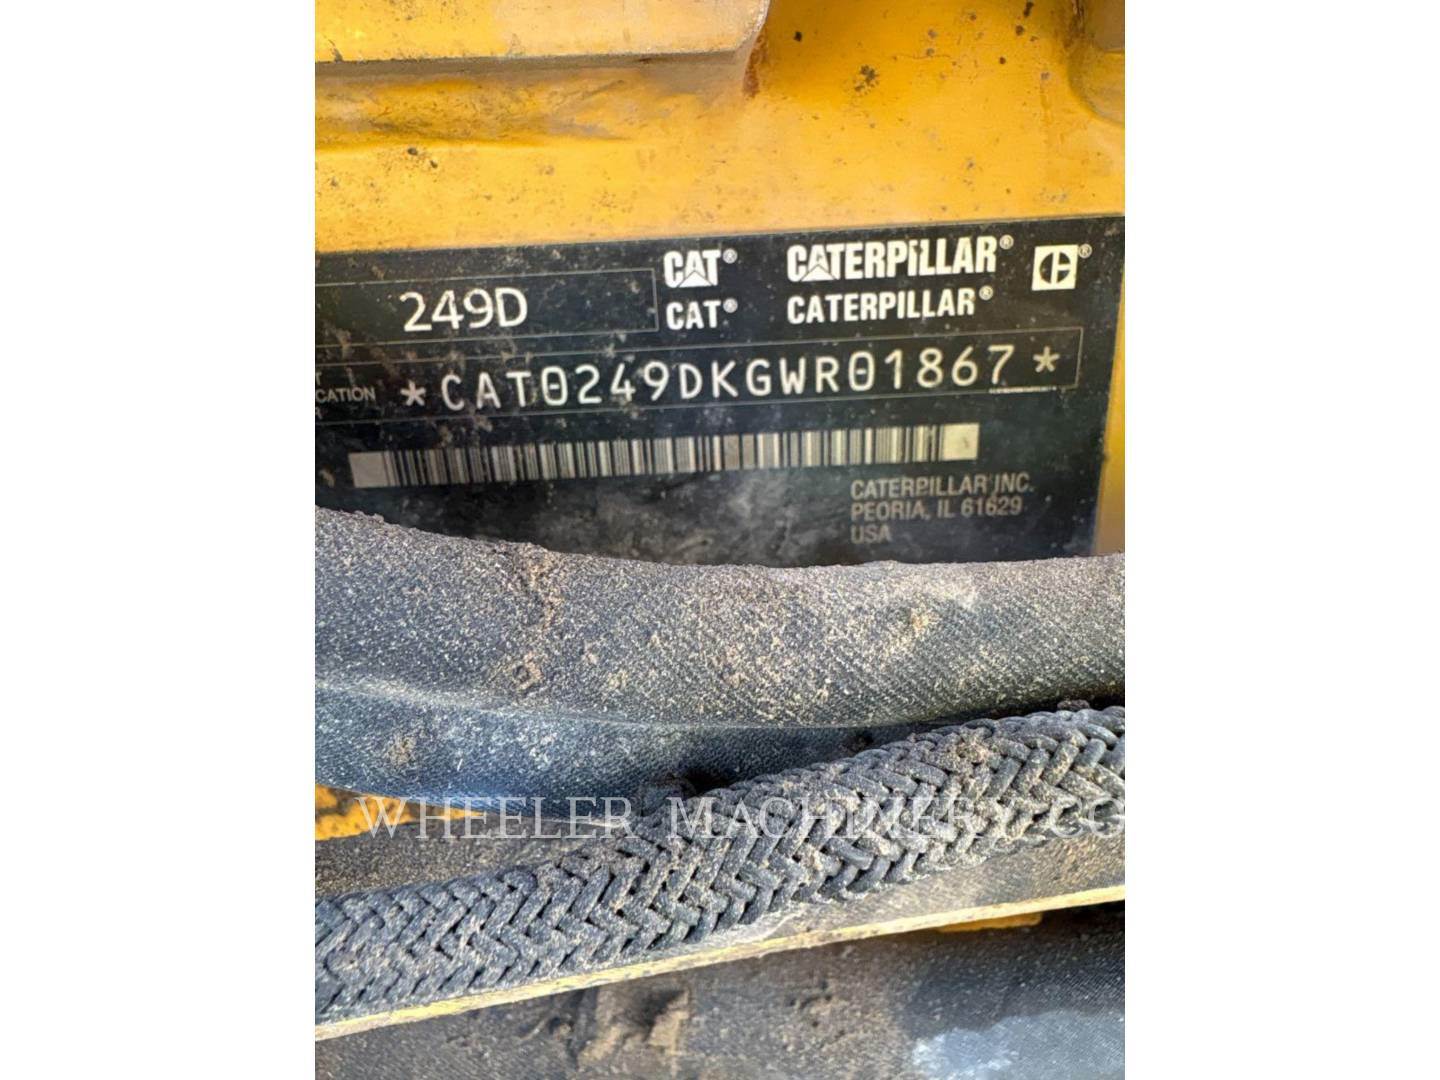 CAT® CATERPILLAR®
249D CAT® CATERPILLAR®
CATION *CAT0249DKGWR01867*
CATERPILLAR INC.
PEORIA, IL 61629
USA
WHEELER MACHINERY CO